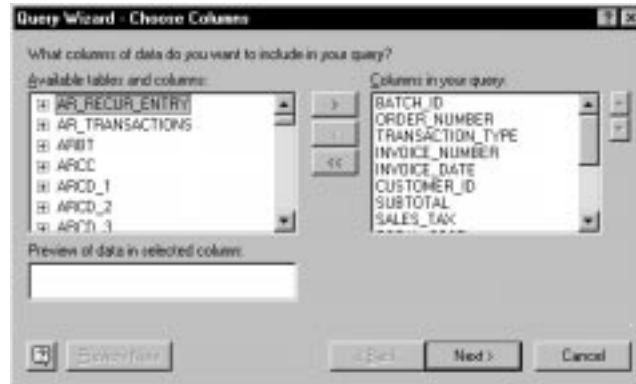 Query Wizard - Choose Columns
What columns of data do you want to include in your query?
Available tables and columns:
AR_RECUR_ENTRY
AR_TRANSACTIONS
ARBT
ARCC
ARCD_1
ARCD_2
ARCD_3
>
<<
Columns in your query:
BATCH_ID
ORDER_NUMBER
TRANSACTION_TYPE
INVOICE_NUMBER
INVOICE_DATE
CUSTOMER_ID
SUBTOTAL
SALES_TAX
Preview of data in selected column:
Preview Now
< Back
Next >
Cancel